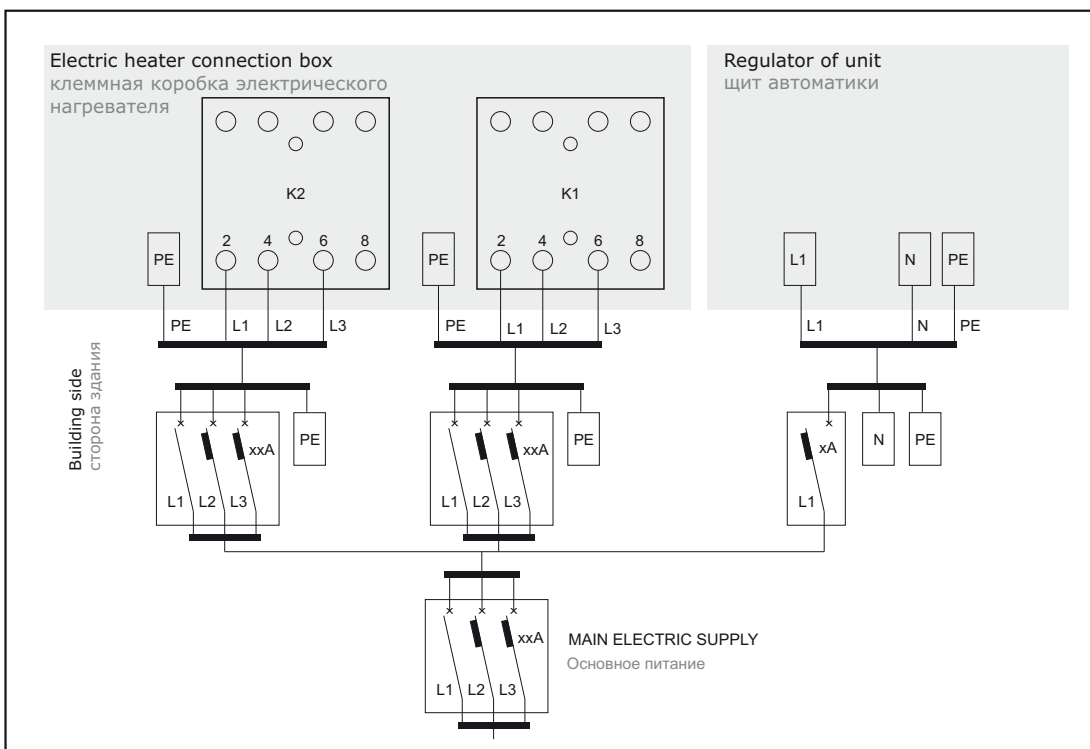 Electric heater connection box
клеммная коробка электрического
нагревателя
Regulator of unit
щит автоматики
K2
K1
2 4 6 8
2 4 6 8
PE
PE
L1
N
PE
PE L1 L2 L3
PE L1 L2 L3
L1 N PE
Building side
сторона здания
xxA
PE
L1 L2 L3
xxA
PE
L1 L2 L3
xA
N
PE
L1
xxA
L1 L2 L3
MAIN ELECTRIC SUPPLY
Основное питание